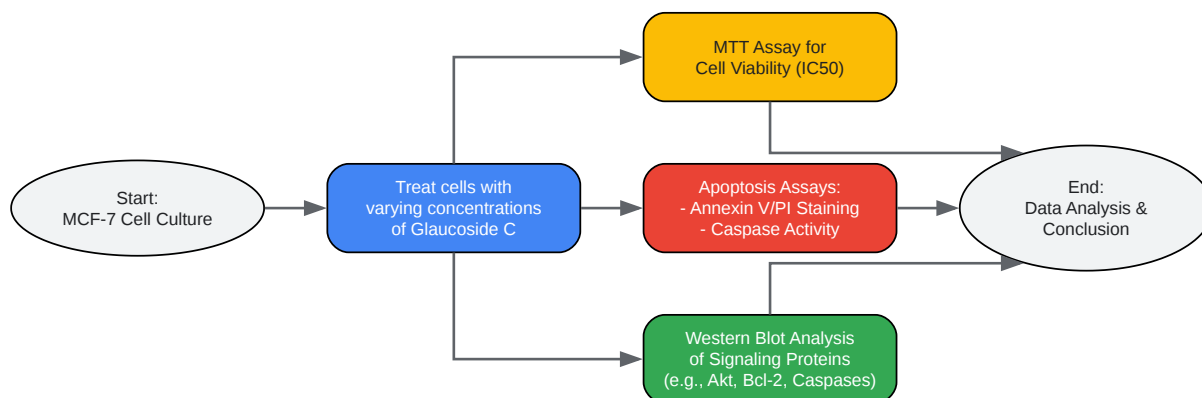 Start:
MCF-7 Cell Culture
Treat cells with
varying concentrations
of Glaucoside C
MTT Assay for
Cell Viability (IC50)
Apoptosis Assays:
- Annexin V/PI Staining
- Caspase Activity
Western Blot Analysis
of Signaling Proteins
(e.g., Akt, Bcl-2, Caspases)
End:
Data Analysis &
Conclusion